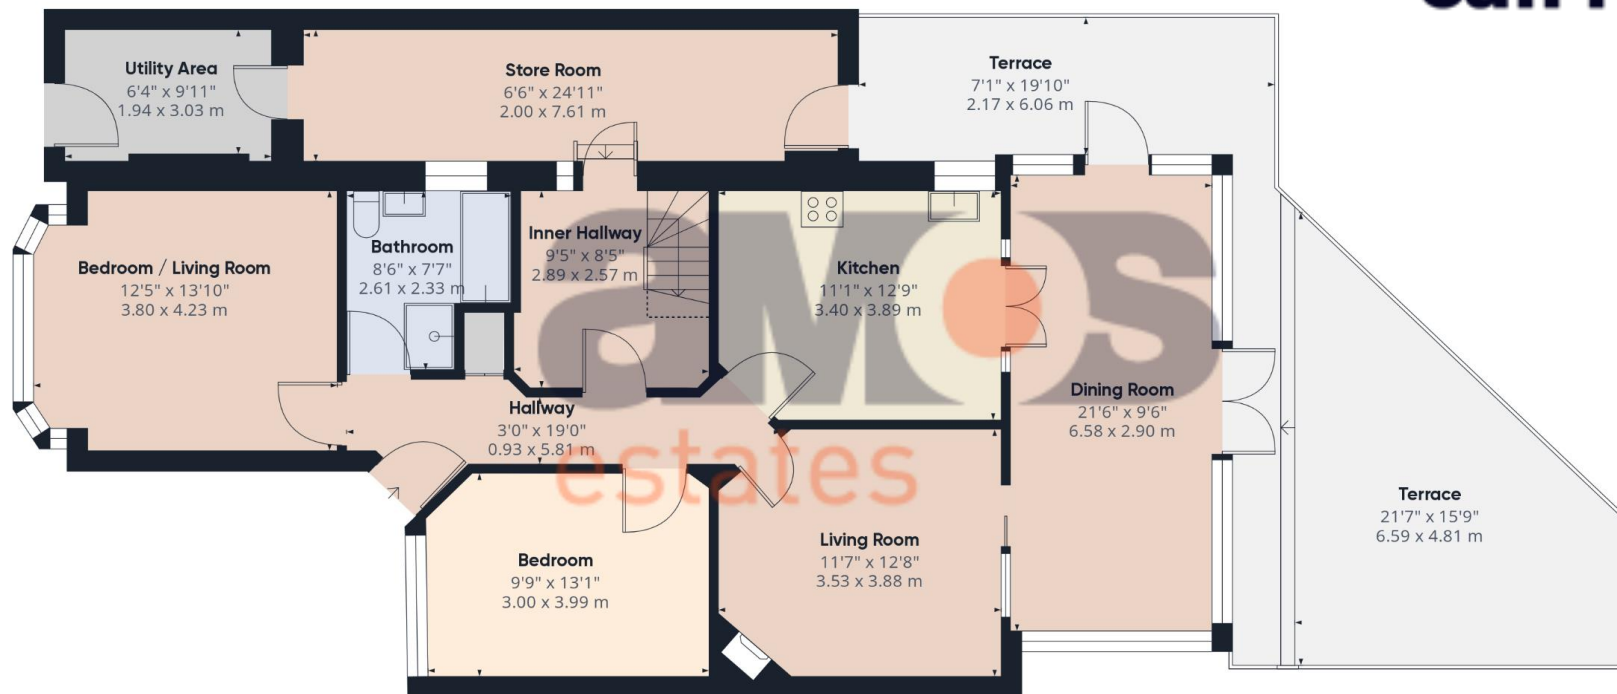 Utility Area
6'4" x 9'11"
1.94 x 3.03 m
Store Room
6'6" x 24'11"
2.00 x 7.61 m
Terrace
7'1" x 19'10"
2.17 x 6.06 m
Bedroom / Living Room
12'5" x 13'10"
3.80 x 4.23 m
Bathroom
8'6" x 7'7"
2.61 x 2.33 m
Inner Hallway
9'5" x 8'5"
2.89 x 2.57 m
Kitchen
11'1" x 12'9"
3.40 x 3.89 m
Dining Room
21'6" x 9'6"
6.58 x 2.90 m
Hallway
3'0" x 19'0"
0.93 x 5.81 m
Bedroom
9'9" x 13'1"
3.00 x 3.99 m
Living Room
11'7" x 12'8"
3.53 x 3.88 m
Terrace
21'7" x 15'9"
6.59 x 4.81 m
aMOS
estates